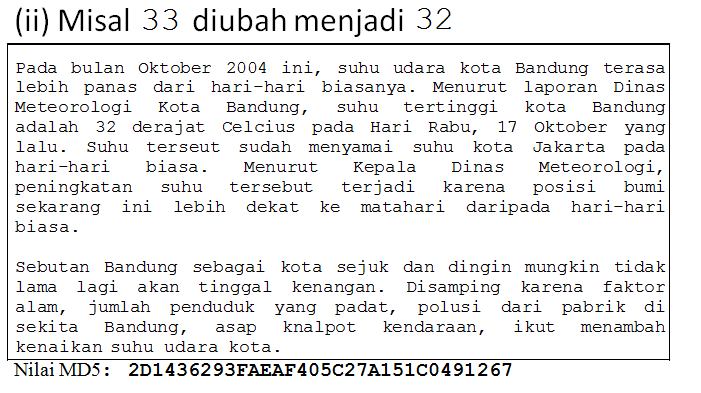 (ii) Misal 33 diubah menjadi 32
Pada bulan Oktober 2004 ini, suhu udara kota Bandung terasa
lebih panas dari hari-hari biasanya. Menurut laporan Dinas
Meteorologi Kota Bandung, suhu tertinggi kota Bandung
adalah 32 derajat Celcius pada Hari Rabu, 17 Oktober yang
lalu. Suhu terseut sudah menyamai suhu kota Jakarta pada
hari-hari biasa. Menurut Kepala Dinas Meteorologi,
peningkatan suhu tersebut terjadi karena posisi bumi
sekarang ini lebih dekat ke matahari daripada hari-hari
biasa.
Sebutan Bandung sebagai kota sejuk dan dingin mungkin tidak
lama lagi akan tinggal kenangan. Disamping karena faktor
alam, jumlah penduduk yang padat, polusi dari pabrik di
sekita Bandung, asap knalpot kendaraan, ikut menambah
kenaikan suhu udara kota.
Nilai MD5: 2D1436293FAEAF405C27A151C0491267